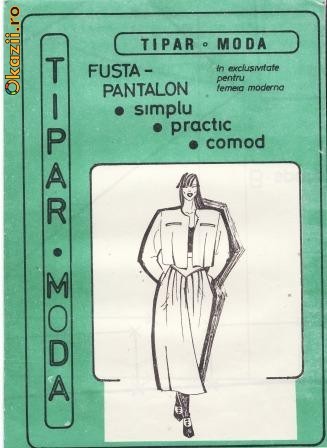 Okazii.ro
TIPAR • MODA
TIPAR • MODA
FUSTA-
PANTALON
• simplu
• practic
• comod
în exclusivitate
pentru
femeia modernă